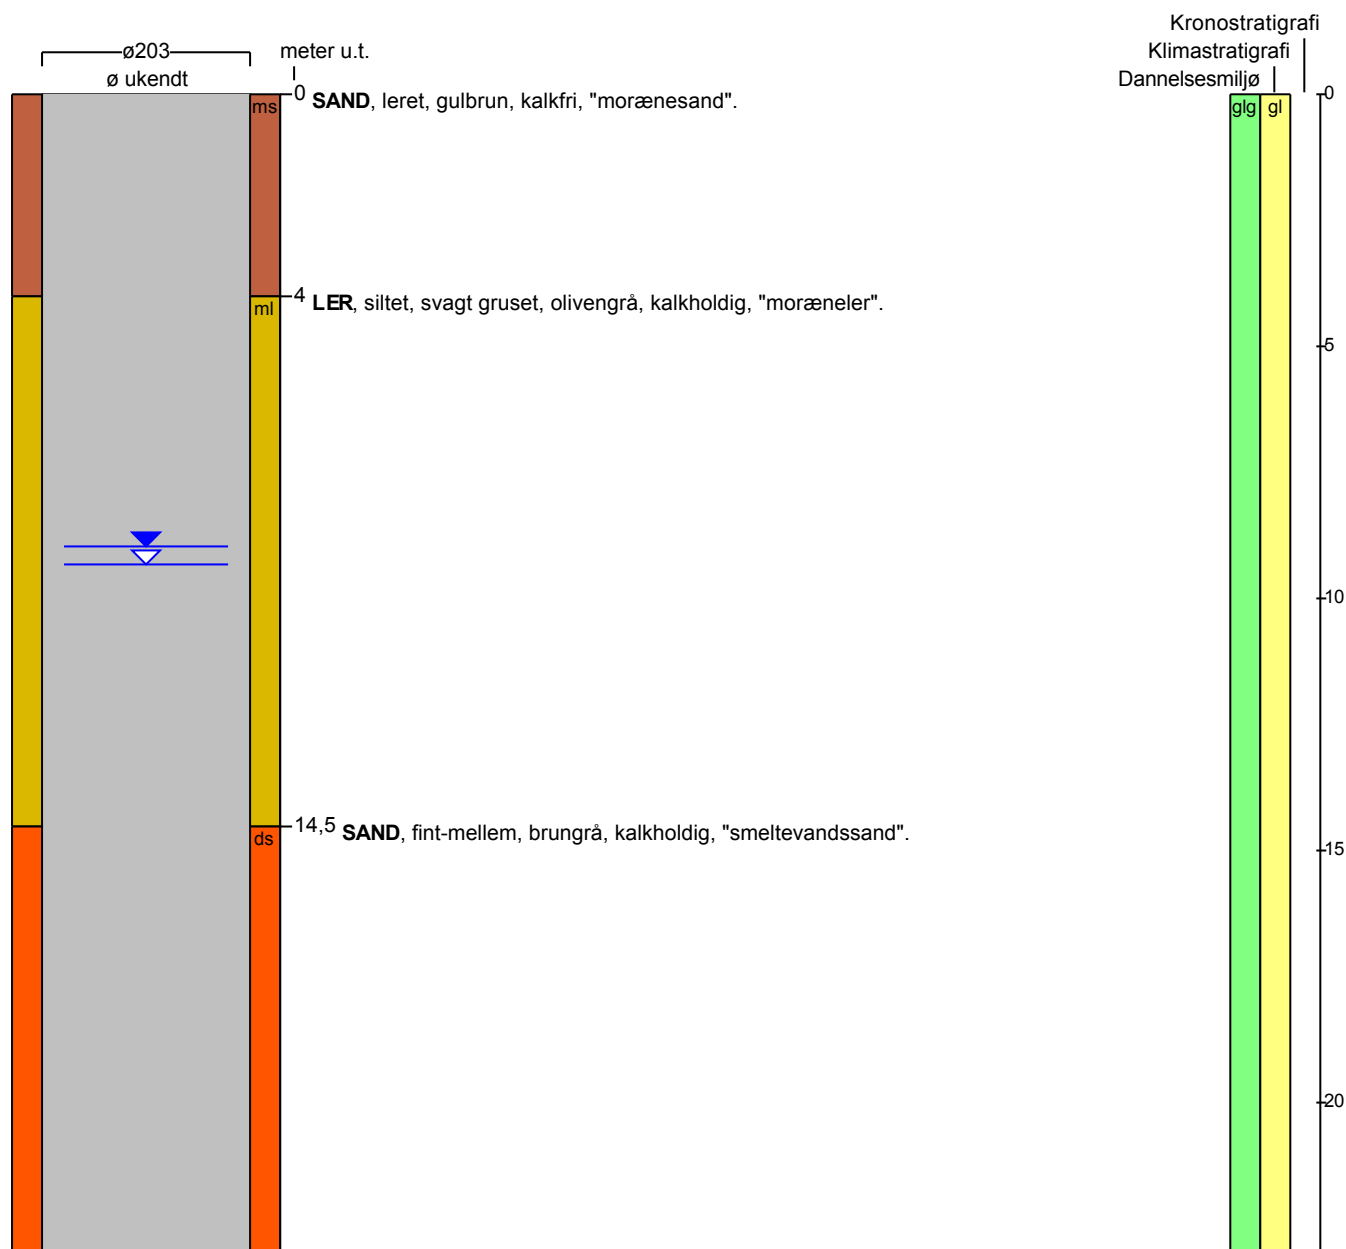 Kronostratigrafi
ø203 meter u.t. Klimastratigrafi
ø ukendt Dannelsesmiljø
ms 0 SAND, leret, gulbrun, kalkfri, "morænesand". glg gl 0
ml 4 LER, siltet, svagt gruset, olivengrå, kalkholdig, "moræneler".
5
10
ds 14,5 SAND, fint-mellem, brungrå, kalkholdig, "smeltevandssand".
15
20